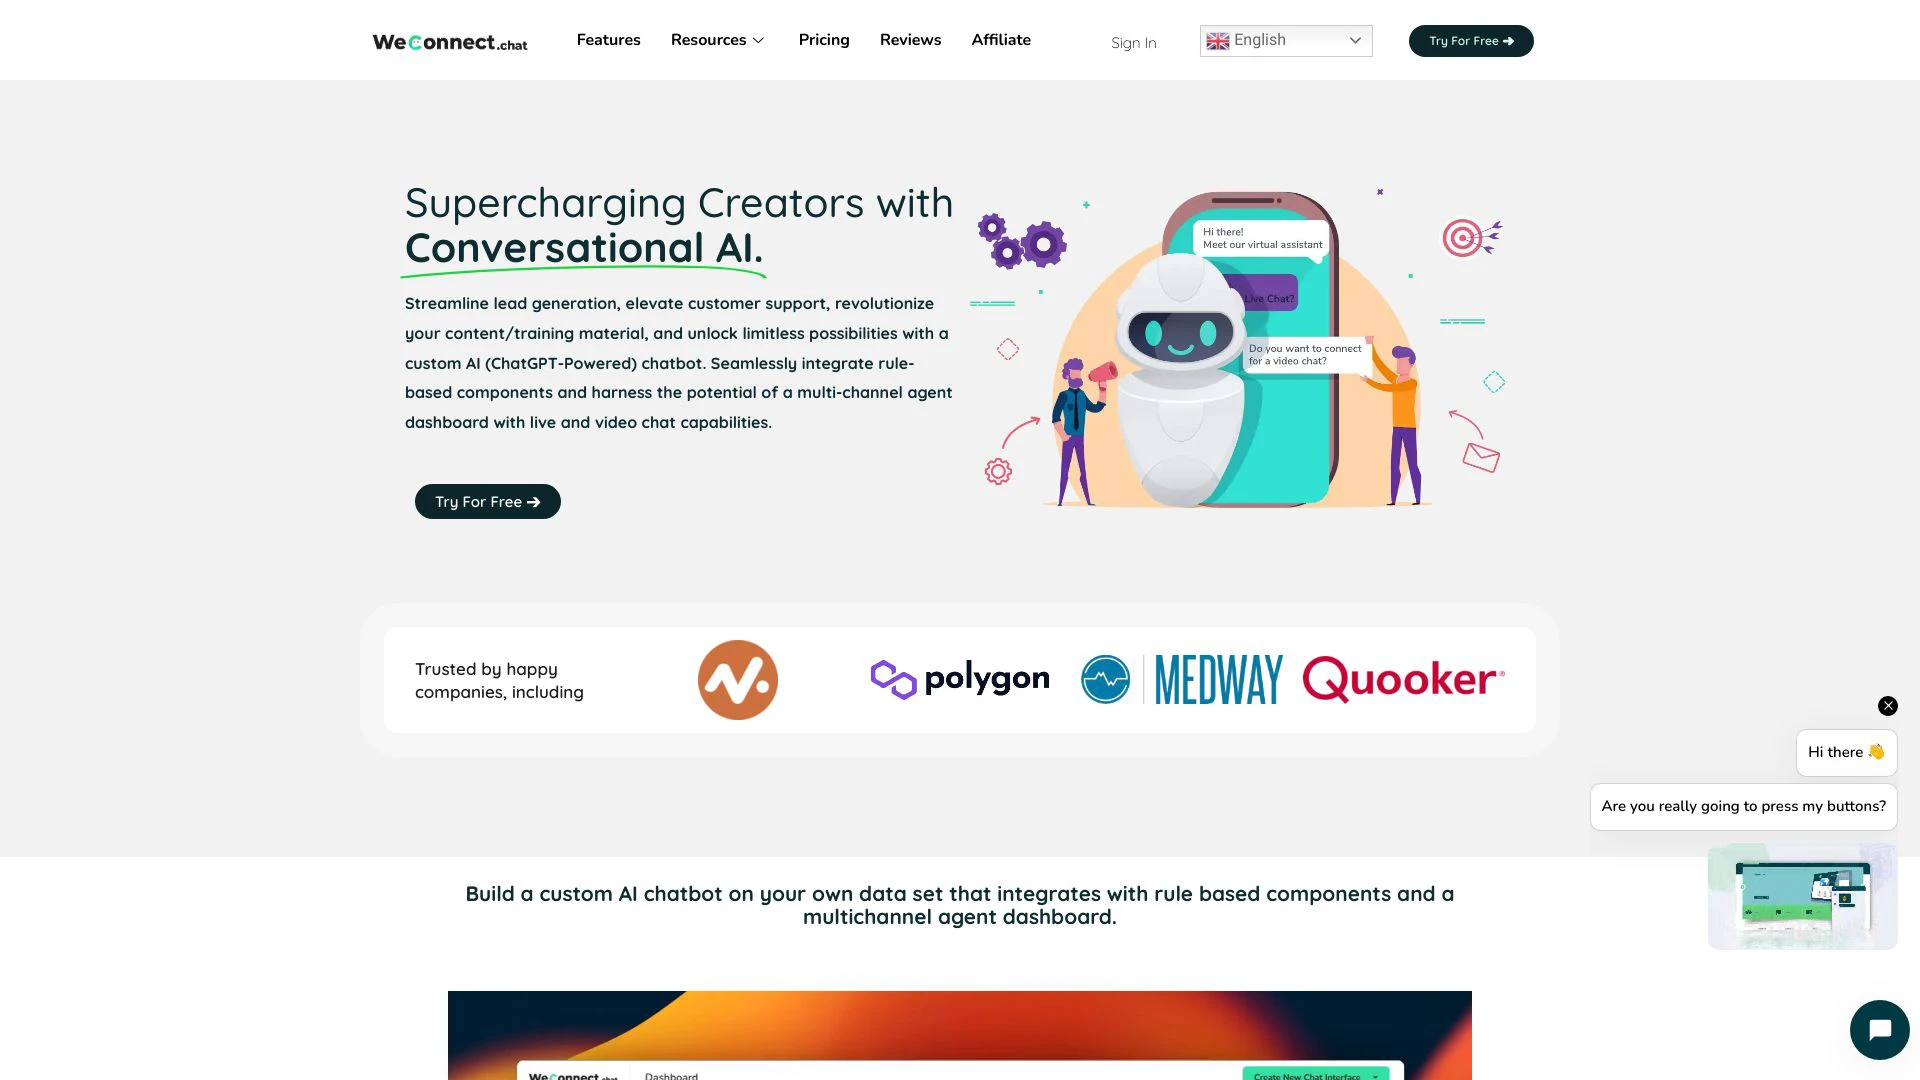 WeConnect.chat
Features
Resources
Pricing
Reviews
Affiliate
Sign In
English
Try For Free ➔
Supercharging Creators with
Conversational AI.
Streamline lead generation, elevate customer support, revolutionize
your content/training material, and unlock limitless possibilities with a
custom AI (ChatGPT-Powered) chatbot. Seamlessly integrate rule-
based components and harness the potential of a multi-channel agent
dashboard with live and video chat capabilities.
Try For Free ➔
Hi there!
Meet our virtual assistant
Live Chat?
Do you want to connect
for a video chat?
Trusted by happy
companies, including
polygon
MEDWAY
Quooker®
Hi there 👋
Are you really going to press my buttons?
Build a custom AI chatbot on your own data set that integrates with rule based components and a
multichannel agent dashboard.
WeConnect.chat
Dashboard
Create New Chat Interface